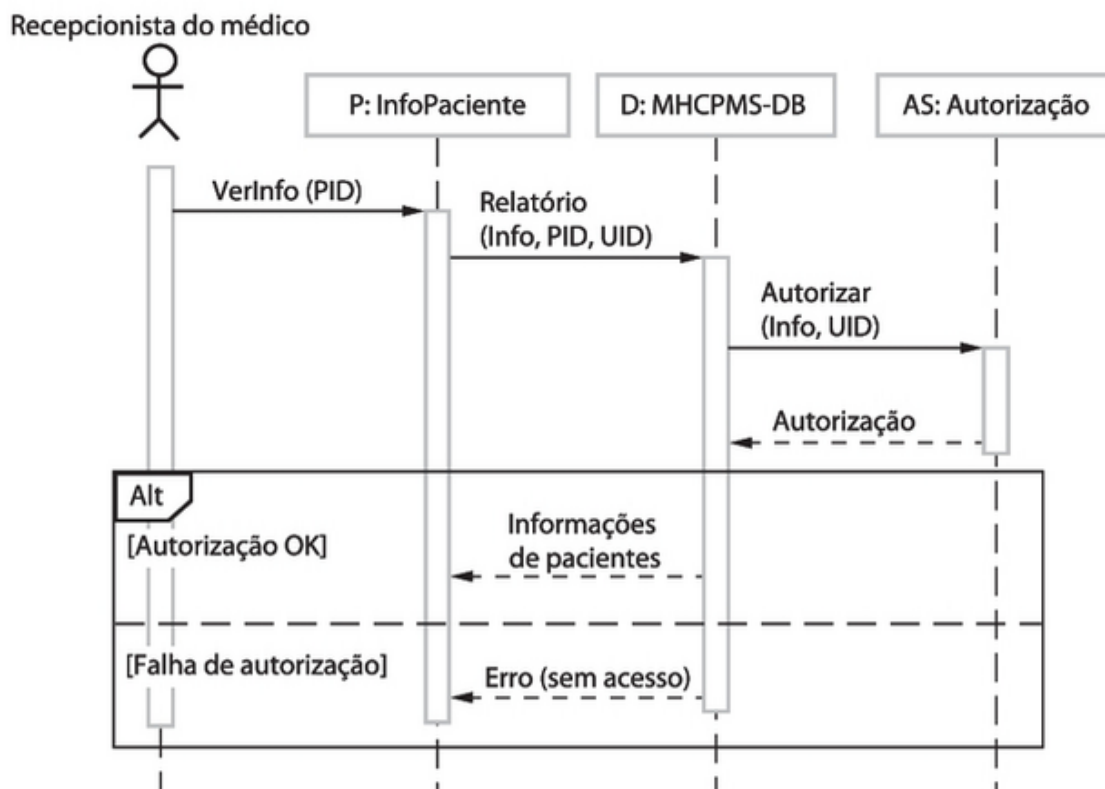 Recepcionista do médico
P: InfoPaciente
D: MHCPMS-DB
AS: Autorização
VerInfo (PID)
Relatório
(Info, PID, UID)
Autorizar
(Info, UID)
Autorização
Alt
[Autorização OK]
Informações
de pacientes
[Falha de autorização]
Erro (sem acesso)